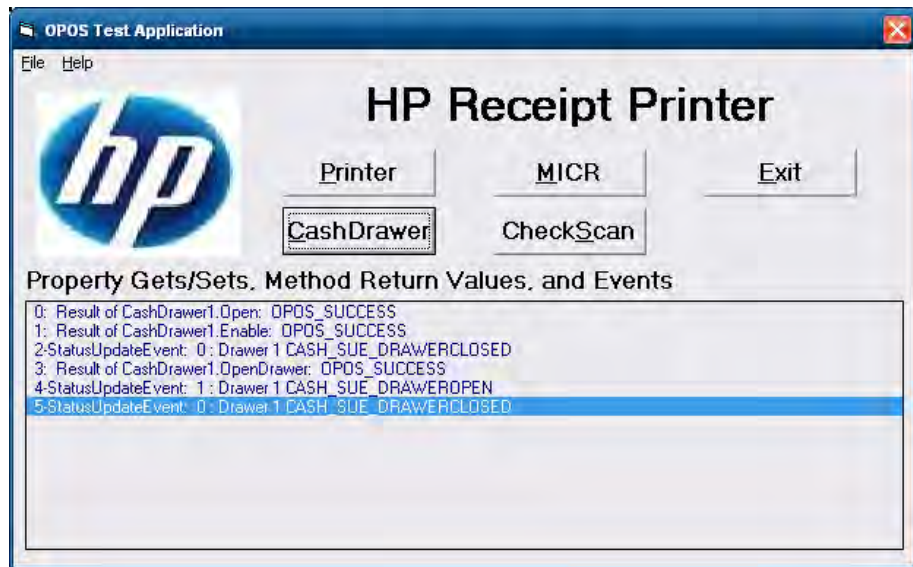 OPOS Test Application
File Help
hp
HP Receipt Printer
Printer MICR Exit
CashDrawer CheckScan
Property Gets/Sets, Method Return Values, and Events
0: Result of CashDrawer1.Open: OPOS_SUCCESS
1: Result of CashDrawer1.Enable: OPOS_SUCCESS
2-StatusUpdateEvent: 0 : Drawer 1 CASH_SUE_DRAWERCLOSED
3: Result of CashDrawer1.OpenDrawer: OPOS_SUCCESS
4-StatusUpdateEvent: 1 : Drawer 1 CASH_SUE_DRAWEROPEN
5-StatusUpdateEvent: 0 : Drawer 1 CASH_SUE_DRAWERCLOSED